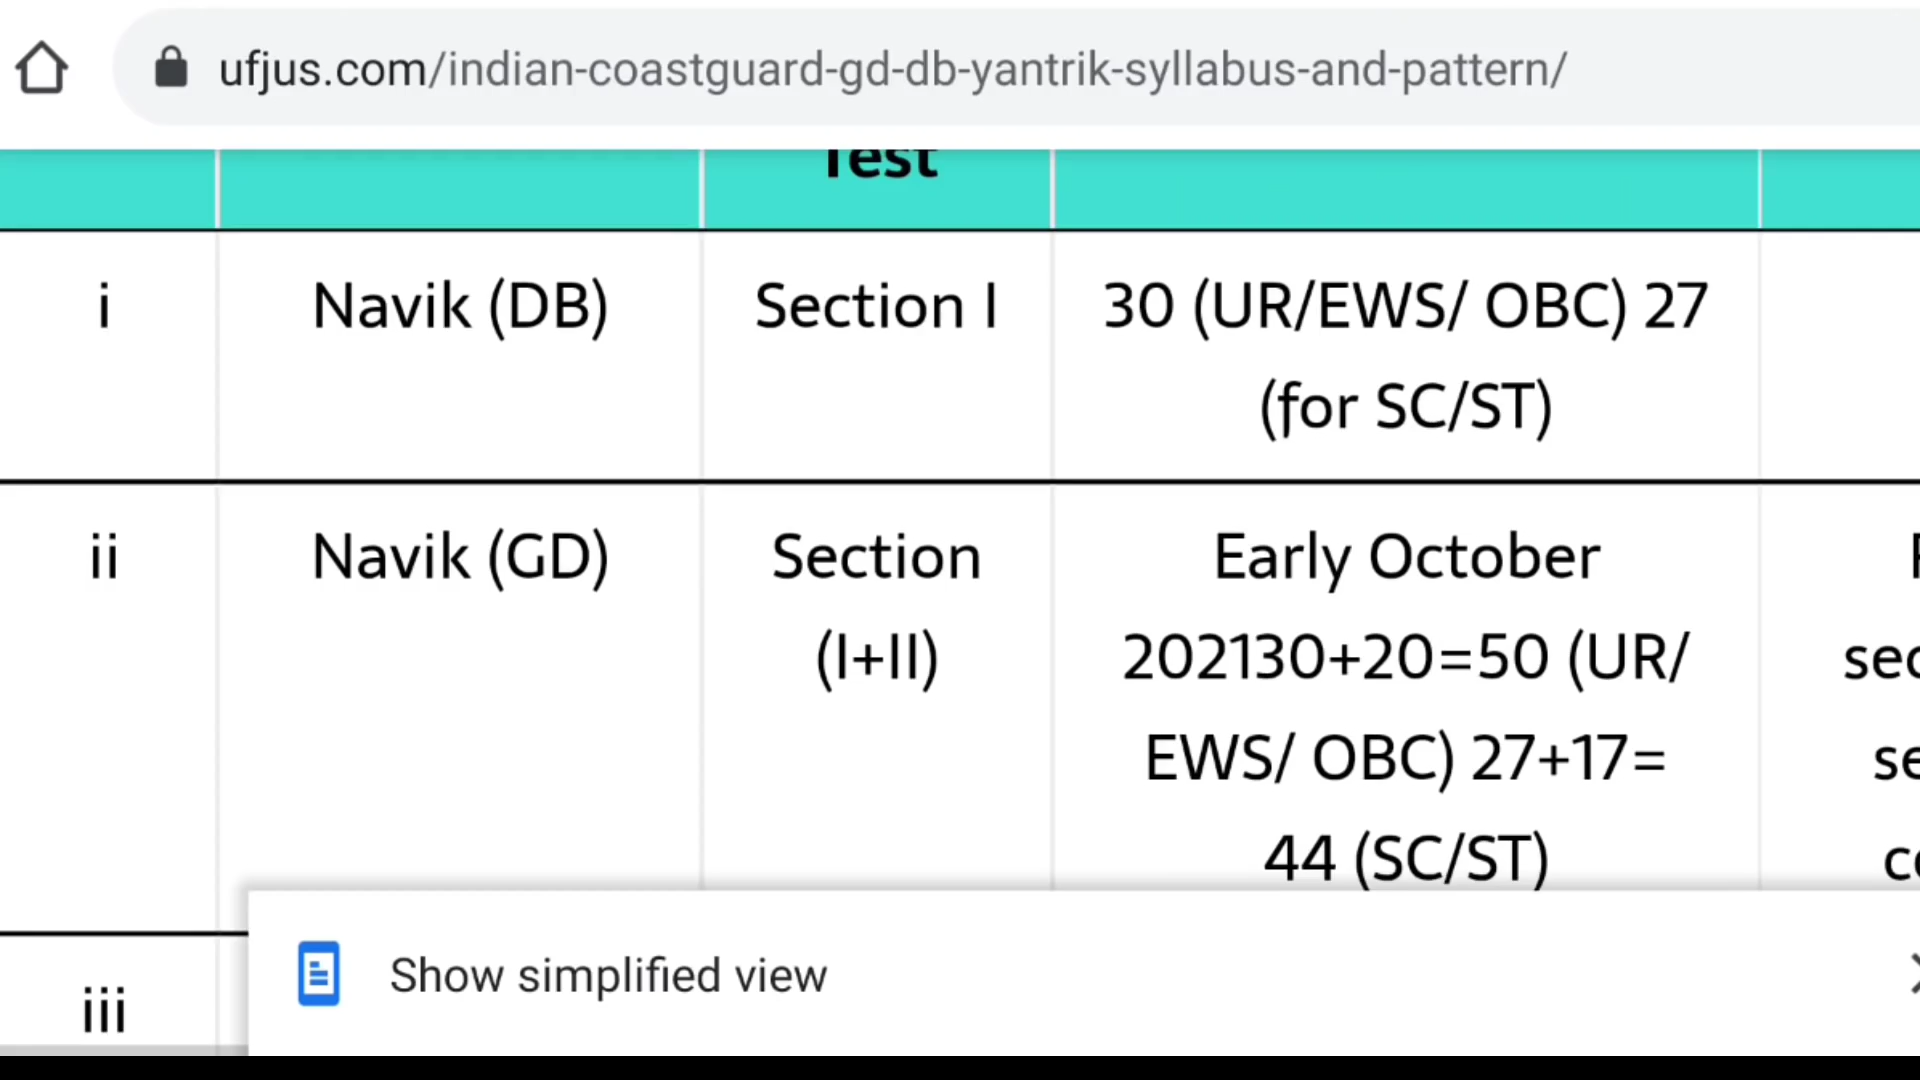 ufjus.com/indian-coastguard-gd-db-yantrik-syllabus-and-pattern/
Test
i
Navik (DB)
Section I
30 (UR/EWS/ OBC) 27
(for SC/ST)
ii
Navik (GD)
Section
(I+II)
Early October
202130+20=50 (UR/
EWS/ OBC) 27+17=
44 (SC/ST)
iii
Show simplified view